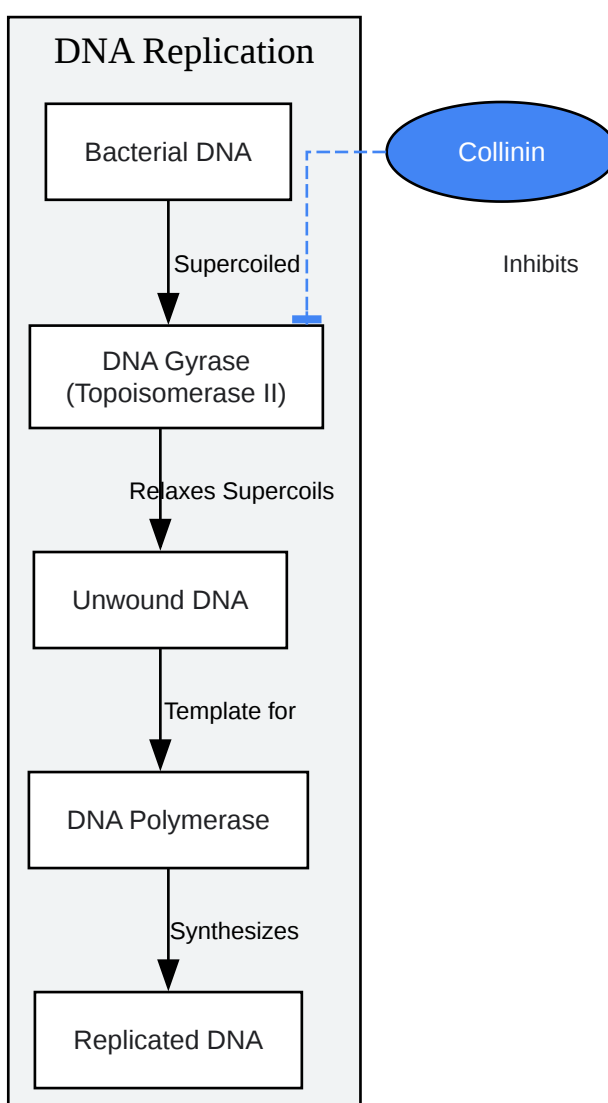 DNA Replication
Bacterial DNA
Collinin
Supercoiled
Inhibits
DNA Gyrase
(Topoisomerase II)
Relaxes Supercoils
Unwound DNA
Template for
DNA Polymerase
Synthesizes
Replicated DNA